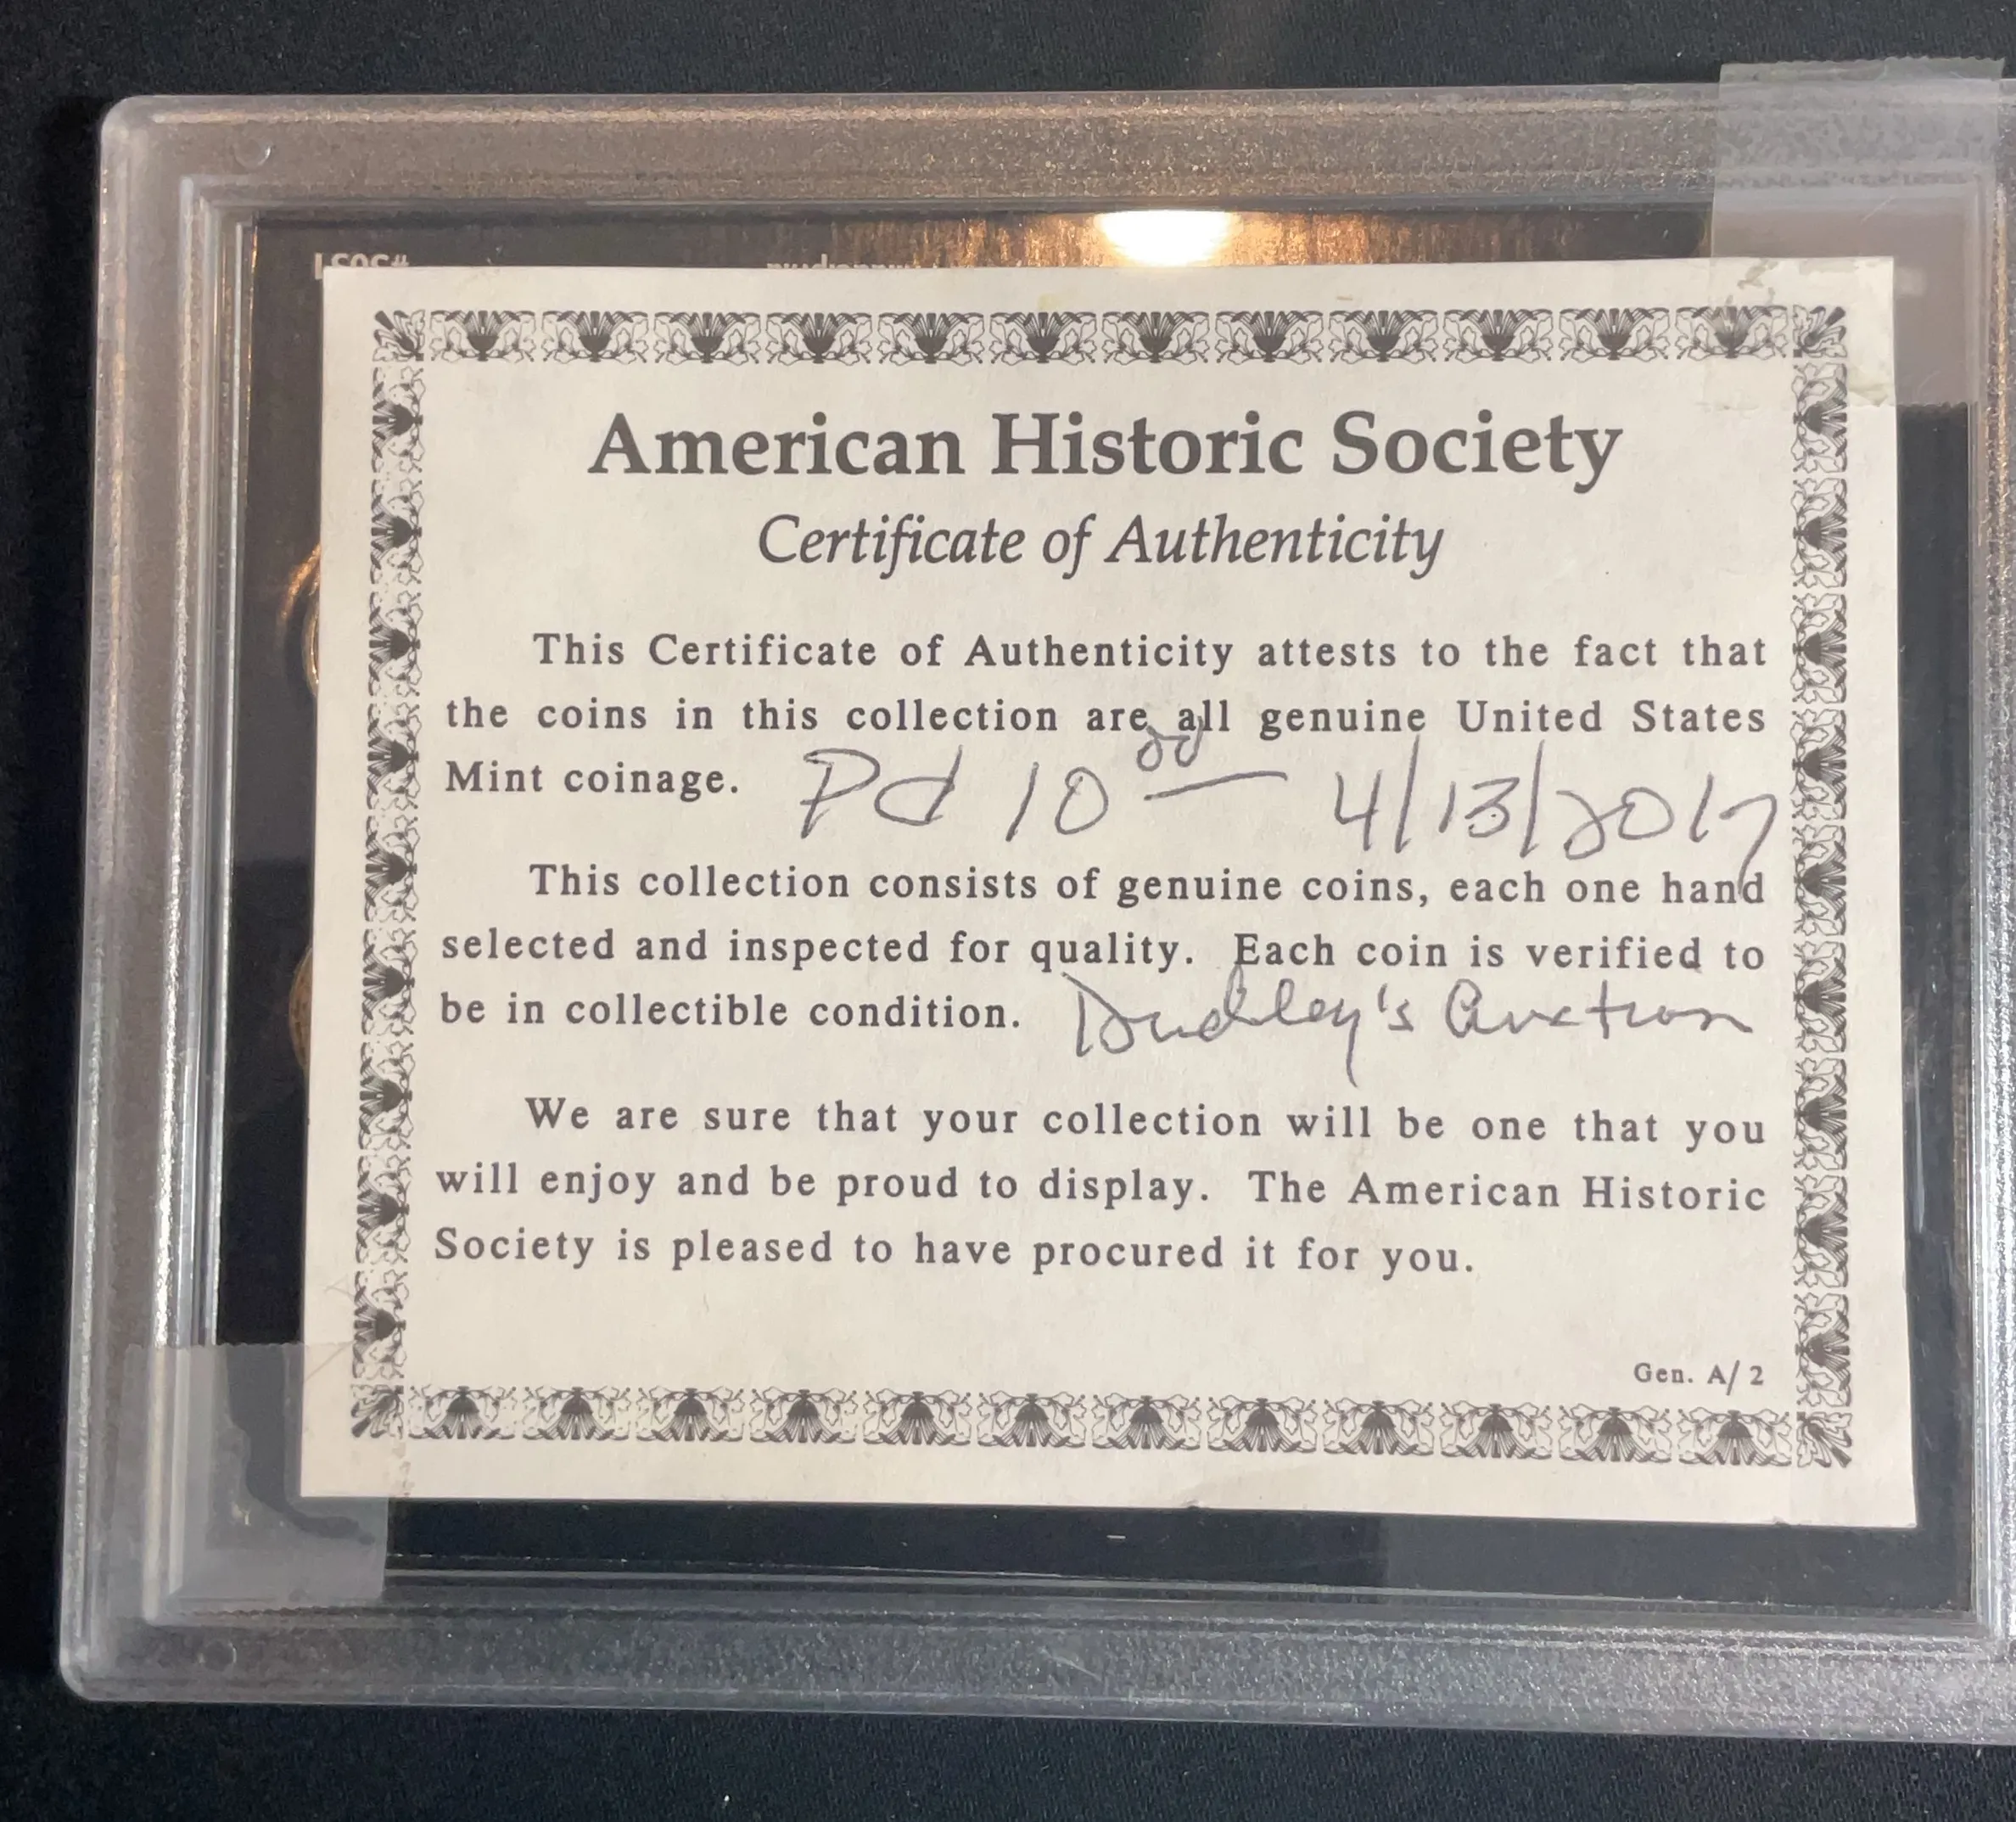 American Historic Society
Certificate of Authenticity
This Certificate of Authenticity attests to the fact that
the coins in this collection are all genuine United States
Mint coinage. Pd 10 00 4/13/2017
This collection consists of genuine coins, each one hand
selected and inspected for quality. Each coin is verified to
be in collectible condition. Dudley's Auction
We are sure that your collection will be one that you
will enjoy and be proud to display. The American Historic
Society is pleased to have procured it for you.
Gen. A/ 2